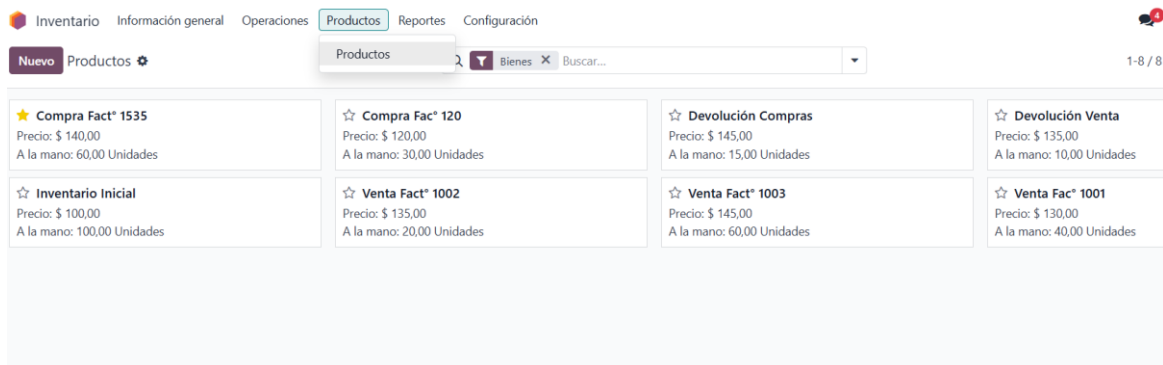 Inventario Información general Operaciones Productos Reportes Configuración 4
Nuevo Productos Productos Bienes X Buscar... 1-8 / 8
Compra Fact° 1535
Precio: $ 140,00
A la mano: 60,00 Unidades
Compra Fac° 120
Precio: $ 120,00
A la mano: 30,00 Unidades
Devolución Compras
Precio: $ 145,00
A la mano: 15,00 Unidades
Devolución Venta
Precio: $ 135,00
A la mano: 10,00 Unidades
Inventario Inicial
Precio: $ 100,00
A la mano: 100,00 Unidades
Venta Fact° 1002
Precio: $ 135,00
A la mano: 20,00 Unidades
Venta Fact° 1003
Precio: $ 145,00
A la mano: 60,00 Unidades
Venta Fac° 1001
Precio: $ 130,00
A la mano: 40,00 Unidades